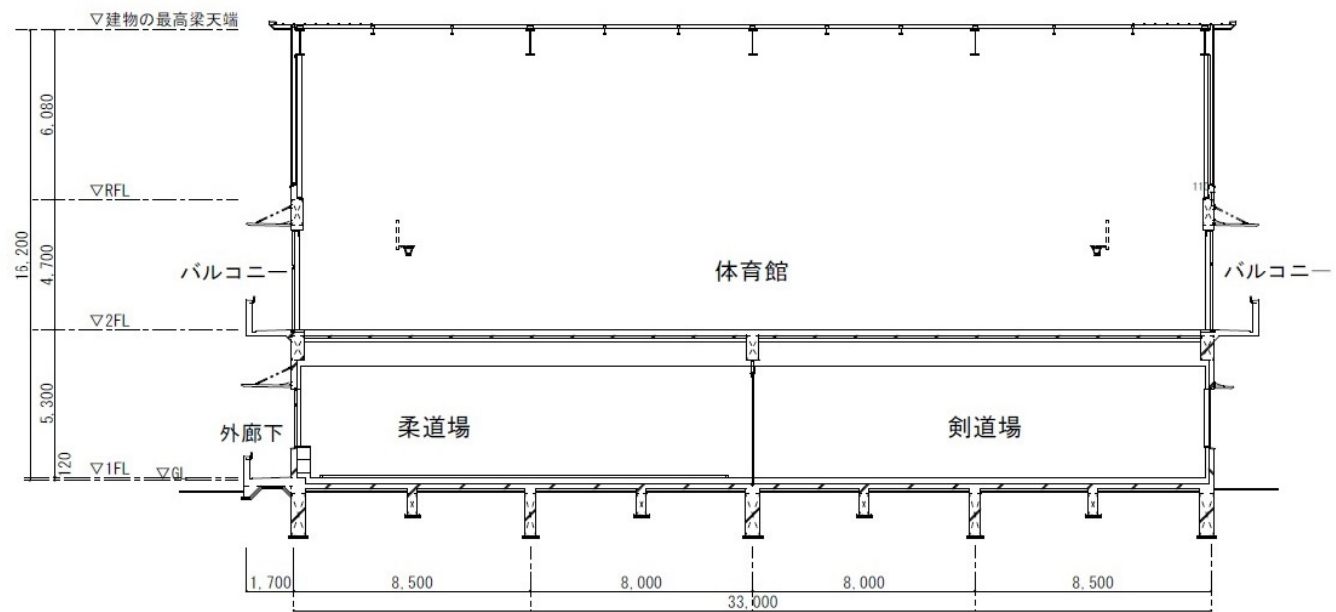 ▽建物の最高梁天端
6,080
▽RFL
16,200
4,700
バルコニー
体育館
バルコニー
▽2FL
5,300
外廊下
柔道場
剣道場
120
▽1FL
▽GL
1,700
8,500
8,000
8,000
8,500
33,000